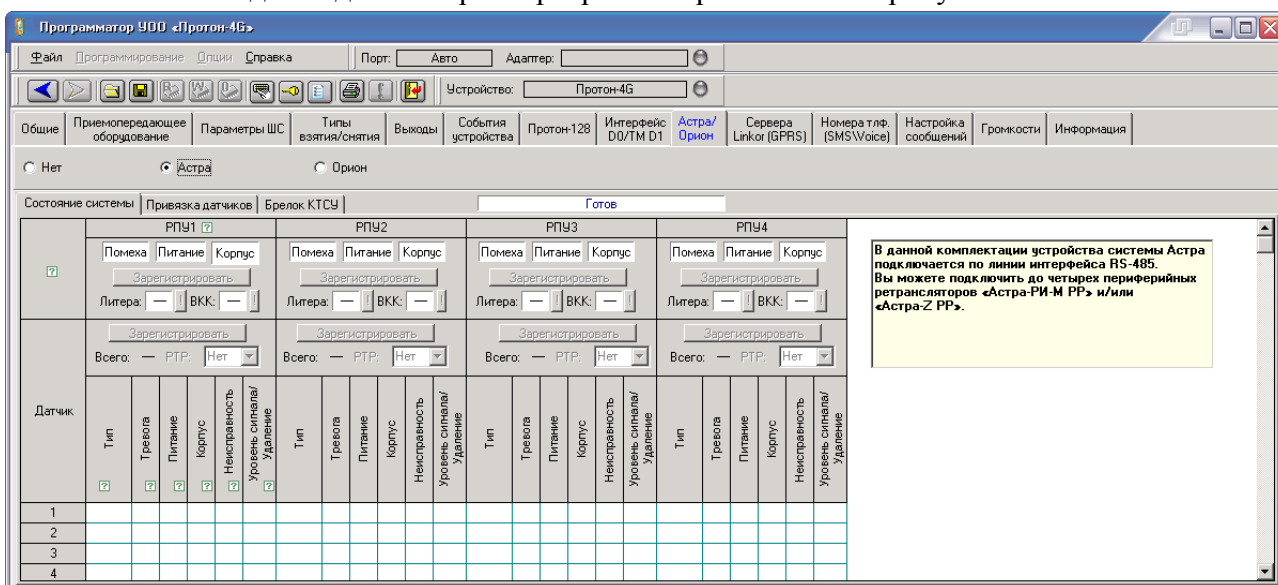 Программатор УОО «Протон-4G»
Файл Программирование Опции Справка Порт: Авто Адаптер:
Устройство: Протон-4G
Общие Приемопередающее оборудование Параметры ШС Типы взятия/снятия Выходы События устройства Протон-128 Интерфейс D0/TM D1 Астра/Орион Сервера Linkor (GPRS) Номера тлф. (SMS\Voice) Настройка сообщений Громкости Информация
Нет Астра Орион
Состояние системы Привязка датчиков Брелок КТСУ Готов
РПУ1 ? РПУ2 РПУ3 РПУ4
? Помеха Питание Корпус Помеха Питание Корпус Помеха Питание Корпус Помеха Питание Корпус
Зарегистрировать Зарегистрировать Зарегистрировать Зарегистрировать
Литера: — ! ВКК: — ! Литера: — ! ВКК: — ! Литера: — ! ВКК: — ! Литера: — ! ВКК: — !
Зарегистрировать Зарегистрировать Зарегистрировать Зарегистрировать
Всего: — РТР: Нет Всего: — РТР: Нет Всего: — РТР: Нет Всего: — РТР: Нет
Датчик Тип Тревога Питание Корпус Неисправность Уровень сигнала/Удаление Тип Тревога Питание Корпус Неисправность Уровень сигнала/Удаление Тип Тревога Питание Корпус Неисправность Уровень сигнала/Удаление Тип Тревога Питание Корпус Неисправность Уровень сигнала/Удаление
? ? ? ? ? ?
1
2
3
4
В данной комплектации устройства системы Астра
подключается по линии интерфейса RS-485.
Вы можете подключить до четырех периферийных
ретрансляторов «Астра-РИ-М РР» и/или
«Астра-Z РР».